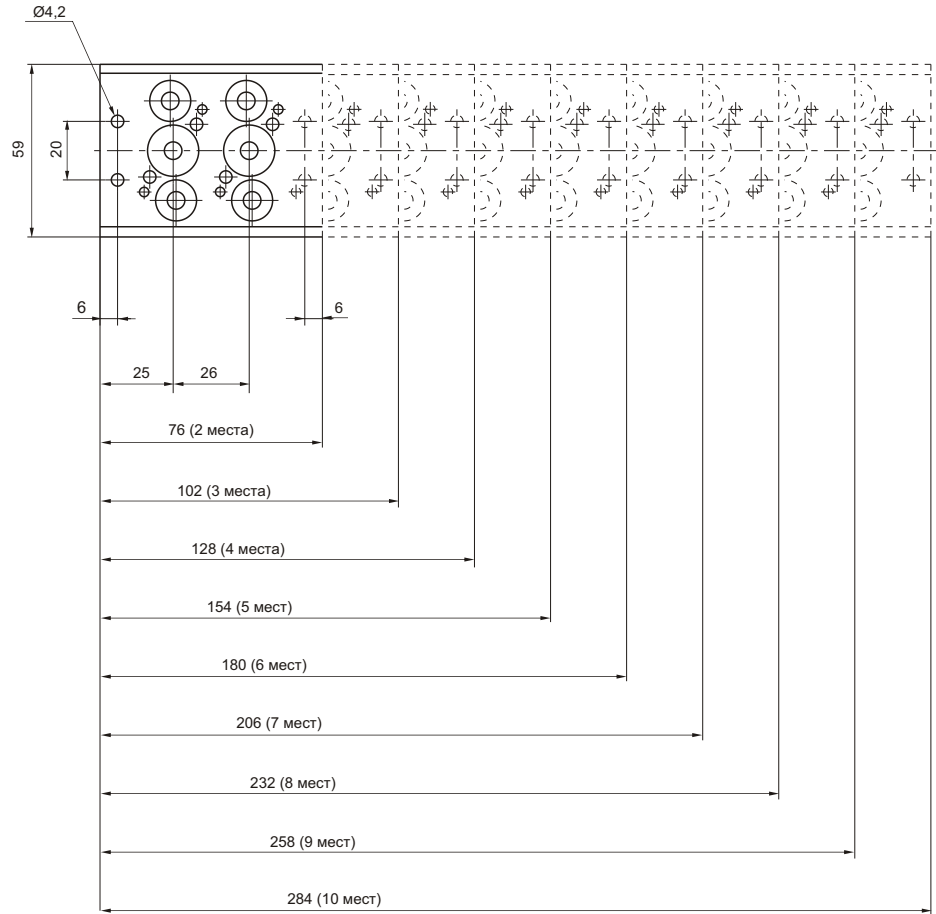 Ø4,2
59
20
6
6
25
26
76 (2 места)
102 (3 места)
128 (4 места)
154 (5 мест)
180 (6 мест)
206 (7 мест)
232 (8 мест)
258 (9 мест)
284 (10 мест)